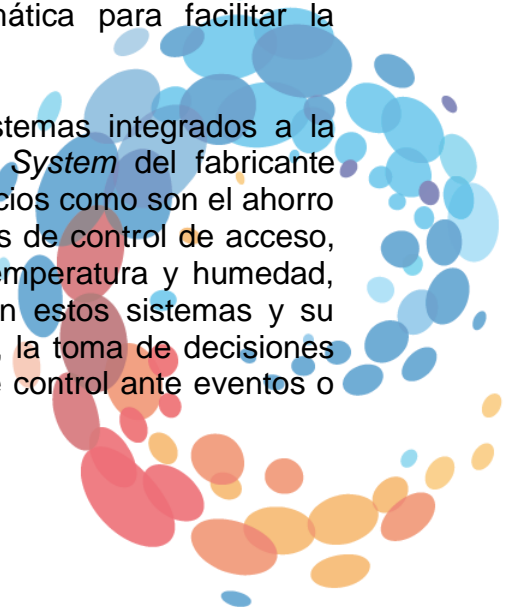 mática para facilitar la
stemas integrados a la
System del fabricante
cios como son el ahorro
s de control de acceso,
emperatura y humedad,
n estos sistemas y su
, la toma de decisiones
e control ante eventos o